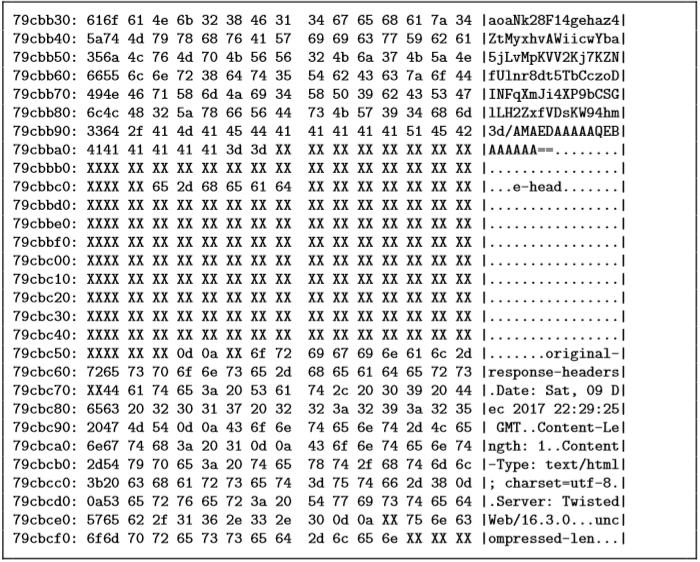 79cbb30: 616f 61 4e 6b 32 38 46 31 34 67 65 68 61 7a 34 |aoaNk28F14gehaz4|
79cbb40: 5a74 4d 79 78 68 76 41 57 69 69 63 77 59 62 61 |ZtMyxhvAWiicwYba|
79cbb50: 356a 4c 76 4d 70 4b 56 56 32 4b 6a 37 4b 5a 4e |5jLvMpKVV2Kj7KZN|
79cbb60: 6655 6c 6e 72 38 64 74 35 54 62 43 63 7a 6f 44 |fUlnr8dt5TbCczoD|
79cbb70: 494e 46 71 58 6d 4a 69 34 58 50 39 62 43 53 47 |INFqXmJi4XP9bCSG|
79cbb80: 6c4c 48 32 5a 78 66 56 44 73 4b 57 39 34 68 6d |lLH2ZxfVDsKW94hm|
79cbb90: 3364 2f 41 4d 41 45 44 41 41 41 41 41 51 45 42 |3d/AMAEDAAAAAQEB|
79cbba0: 4141 41 41 41 41 3d 3d XX XX XX XX XX XX XX XX |AAAAAA==........|
79cbbb0: XXXX XX XX XX XX XX XX XX XX XX XX XX XX XX XX |................|
79cbbc0: XXXX XX 65 2d 68 65 61 64 XX XX XX XX XX XX XX |...e-head.......|
79cbbd0: XXXX XX XX XX XX XX XX XX XX XX XX XX XX XX XX |................|
79cbbe0: XXXX XX XX XX XX XX XX XX XX XX XX XX XX XX XX |................|
79cbbf0: XXXX XX XX XX XX XX XX XX XX XX XX XX XX XX XX |................|
79cbc00: XXXX XX XX XX XX XX XX XX XX XX XX XX XX XX XX |................|
79cbc10: XXXX XX XX XX XX XX XX XX XX XX XX XX XX XX XX |................|
79cbc20: XXXX XX XX XX XX XX XX XX XX XX XX XX XX XX XX |................|
79cbc30: XXXX XX XX XX XX XX XX XX XX XX XX XX XX XX XX |................|
79cbc40: XXXX XX XX XX XX XX XX XX XX XX XX XX XX XX XX |................|
79cbc50: XXXX XX XX 0d 0a XX 6f 72 69 67 69 6e 61 6c 2d |.......original-|
79cbc60: 7265 73 70 6f 6e 73 65 2d 68 65 61 64 65 72 73 |response-headers|
79cbc70: XX44 61 74 65 3a 20 53 61 74 2c 20 30 39 20 44 |.Date: Sat, 09 D|
79cbc80: 6563 20 32 30 31 37 20 32 32 3a 32 39 3a 32 35 |ec 2017 22:29:25|
79cbc90: 2047 4d 54 0d 0a 43 6f 6e 74 65 6e 74 2d 4c 65 | GMT..Content-Le|
79cbca0: 6e67 74 68 3a 20 31 0d 0a 43 6f 6e 74 65 6e 74 |ngth: 1..Content|
79cbcb0: 2d54 79 70 65 3a 20 74 65 78 74 2f 68 74 6d 6c |-Type: text/html|
79cbcc0: 3b20 63 68 61 72 73 65 74 3d 75 74 66 2d 38 0d |; charset=utf-8.|
79cbcd0: 0a53 65 72 76 65 72 3a 20 54 77 69 73 74 65 64 |.Server: Twisted|
79cbce0: 5765 62 2f 31 36 2e 33 2e 30 0d 0a XX 75 6e 63 |Web/16.3.0...unc|
79cbcf0: 6f6d 70 72 65 73 73 65 64 2d 6c 65 6e XX XX XX |ompressed-len...|